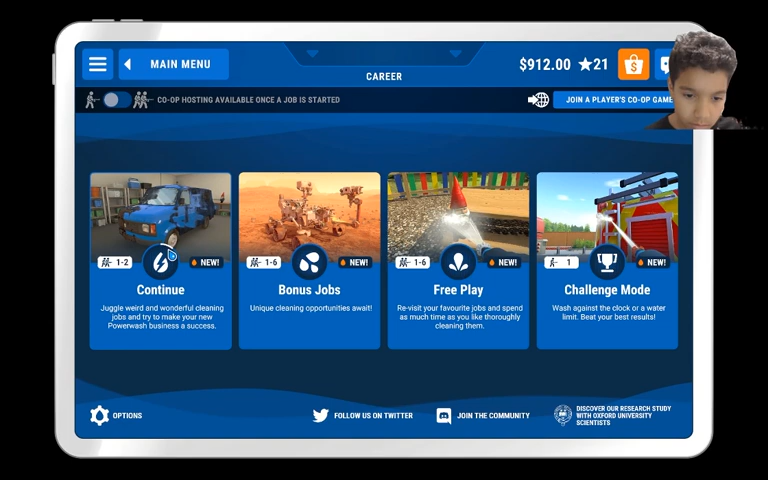 MAIN MENU
CAREER
$912.00 ★21
CO-OP HOSTING AVAILABLE ONCE A JOB IS STARTED
JOIN A PLAYER'S CO-OP GAME
1-2 NEW!
Continue
Juggle weird and wonderful cleaning
jobs and try to make your new
Powerwash business a success.
1-6 NEW!
Bonus Jobs
Unique cleaning opportunities await!
1-6 NEW!
Free Play
Re-visit your favourite jobs and spend
as much time as you like thoroughly
cleaning them.
1 NEW!
Challenge Mode
Wash against the clock or a water
limit. Beat your best results!
OPTIONS
FOLLOW US ON TWITTER
JOIN THE COMMUNITY
DISCOVER OUR RESEARCH STUDY
WITH OXFORD UNIVERSITY
SCIENTISTS